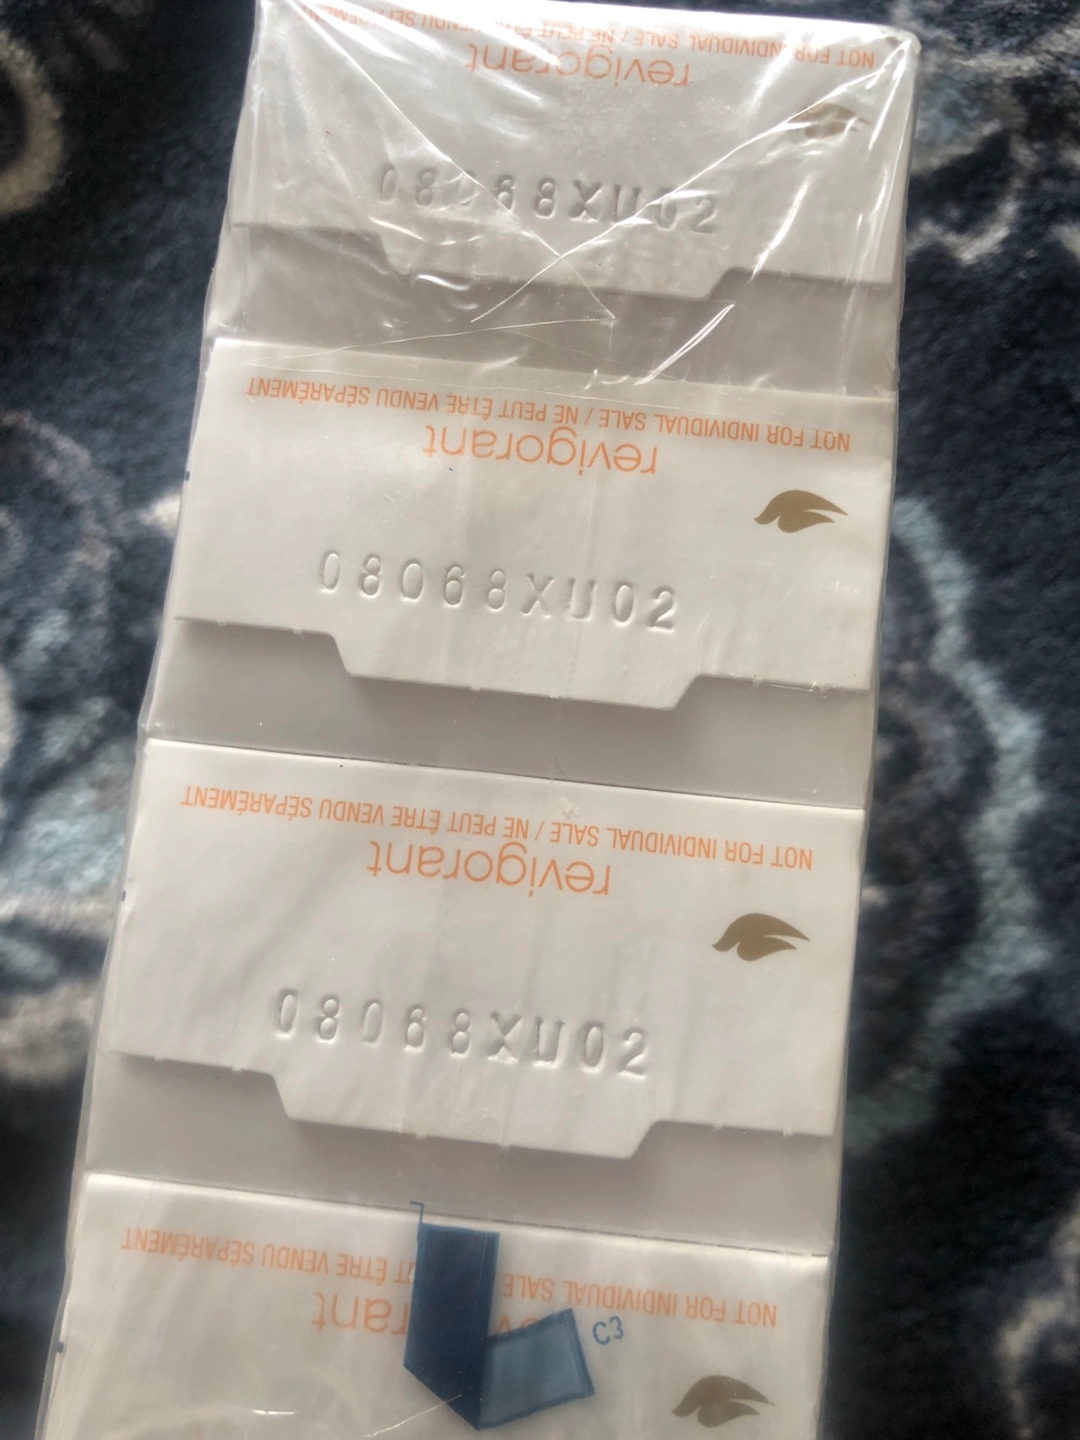 NOT FOR INDIVIDUAL SALE / NE PEUT ÊTRE VENDU SÉ
revigorant
08068XU02
NOT FOR INDIVIDUAL SALE / NE PEUT ÊTRE VENDU SÉPARÉMENT
revigorant
08068XU02
NOT FOR INDIVIDUAL SALE / NE PEUT ÊTRE VENDU SÉPARÉMENT
revigorant
08068XU02
NOT FOR INDIVIDUAL SALE ÊTRE VENDU SÉPARÉMENT
C3